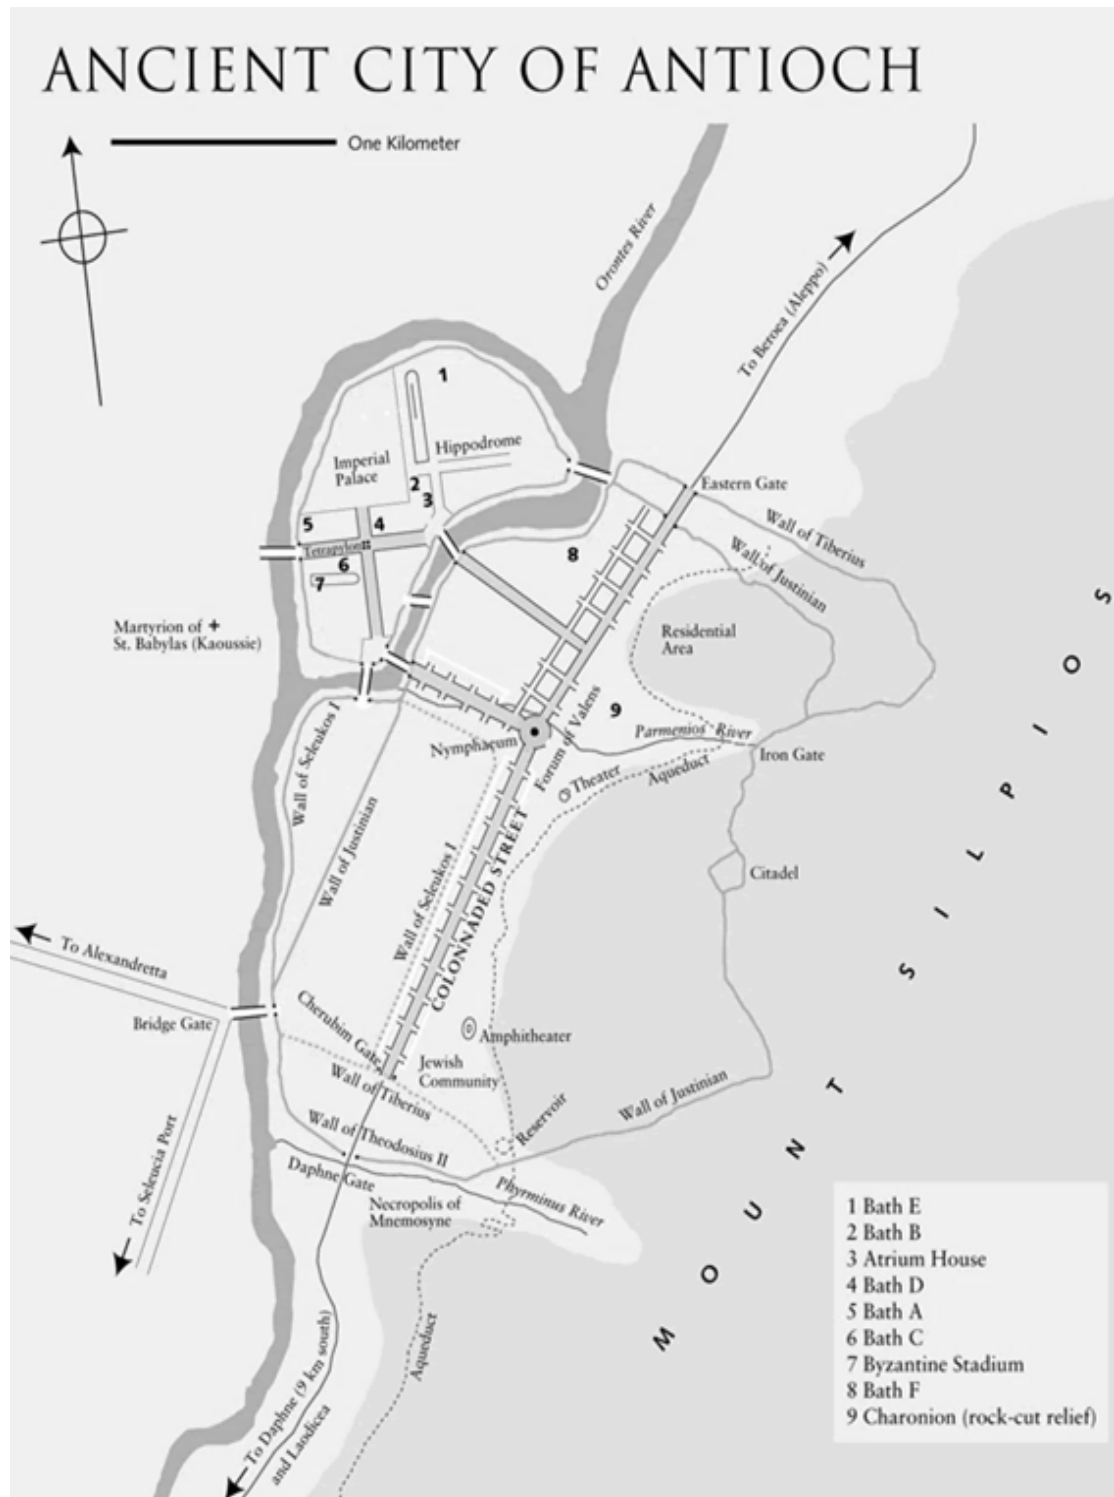 ANCIENT CITY OF ANTIOCH
One Kilometer
Orontes River
To Beroea (Aleppo)
1
Hippodrome
Imperial
Palace
2
3
5
4
Tetrapylon
6
7
8
Eastern Gate
Wall of Tiberius
Wall of Justinian
Martyrion of
St. Babylas (Kaoussie)
Residential
Area
9
Parmenios River
Nymphaeum
Forum of Valens
Iron Gate
Wall of Seleukos I
Theater
Aqueduct
Wall of Justinian
Wall of Seleukos I
COLONNADED STREET
Citadel
MOUNT SILPIOS
To Alexandretta
Bridge Gate
Cherubim Gate
Amphitheater
Jewish
Community
Wall of Tiberius
Wall of Justinian
Reservoir
Wall of Theodosius II
To Seleucia Port
Daphne Gate
Phyrminus River
Necropolis of
Mnemosyne
Aqueduct
To Daphne (9 km south)
and Laodicea
1 Bath E
2 Bath B
3 Atrium House
4 Bath D
5 Bath A
6 Bath C
7 Byzantine Stadium
8 Bath F
9 Charonion (rock-cut relief)